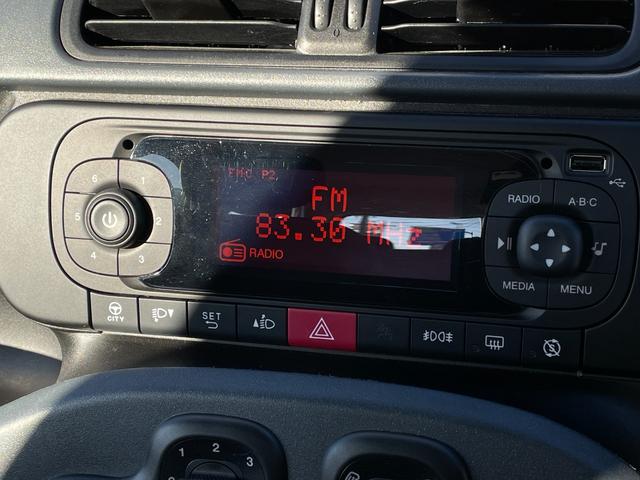 FMC P2
FM
83.30 MHz
RADIO
6 1
5 2
4 3
RADIO A·B·C
MEDIA MENU
CITY
SET
1 2 3